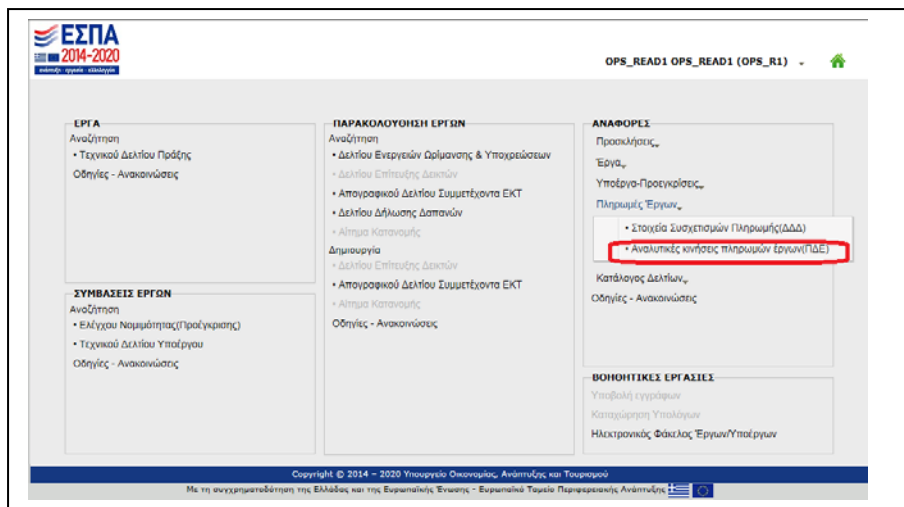 ΕΣΠΑ
2014-2020
ανάπτυξη - εργασία - αλληλεγγύη
OPS_READ1 OPS_READ1 (OPS_R1)
ΕΡΓΑ
Αναζήτηση
• Τεχνικού Δελτίου Πράξης
Οδηγίες - Ανακοινώσεις
ΣΥΜΒΑΣΕΙΣ ΕΡΓΩΝ
Αναζήτηση
• Ελέγχου Νομιμότητας(Προέγκρισης)
• Τεχνικού Δελτίου Υποέργου
Οδηγίες - Ανακοινώσεις
ΠΑΡΑΚΟΛΟΥΘΗΣΗ ΕΡΓΩΝ
Αναζήτηση
• Δελτίου Ενεργειών Ωρίμανσης & Υποχρεώσεων
• Δελτίου Επίτευξης Δεικτών
• Απογραφικού Δελτίου Συμμετέχοντα ΕΚΤ
• Δελτίου Δήλωσης Δαπανών
• Αίτημα Κατανομής
Δημιουργία
• Δελτίου Επίτευξης Δεικτών
• Απογραφικού Δελτίου Συμμετέχοντα ΕΚΤ
• Αίτημα Κατανομής
Οδηγίες - Ανακοινώσεις
ΑΝΑΦΟΡΕΣ
Προσκλήσεις
Έργα
Υποέργα-Προεγκρίσεις
Πληρωμές Έργων
• Στοιχεία Συσχετισμών Πληρωμής(ΔΔΔ)
• Αναλυτικές κινήσεις πληρωμών έργων(ΠΔΕ)
Κατάλογος Δελτίων
Οδηγίες - Ανακοινώσεις
ΒΟΗΘΗΤΙΚΕΣ ΕΡΓΑΣΙΕΣ
Υποβολή εγγράφων
Καταχώρηση Υπολόγων
Ηλεκτρονικός Φάκελος Έργων/Υποέργων
Copyright © 2014 – 2020 Υπουργείο Οικονομίας, Ανάπτυξης και Τουρισμού
Με τη συγχρηματοδότηση της Ελλάδας και της Ευρωπαϊκής Ένωσης - Ευρωπαϊκό Ταμείο Περιφερειακής Ανάπτυξης